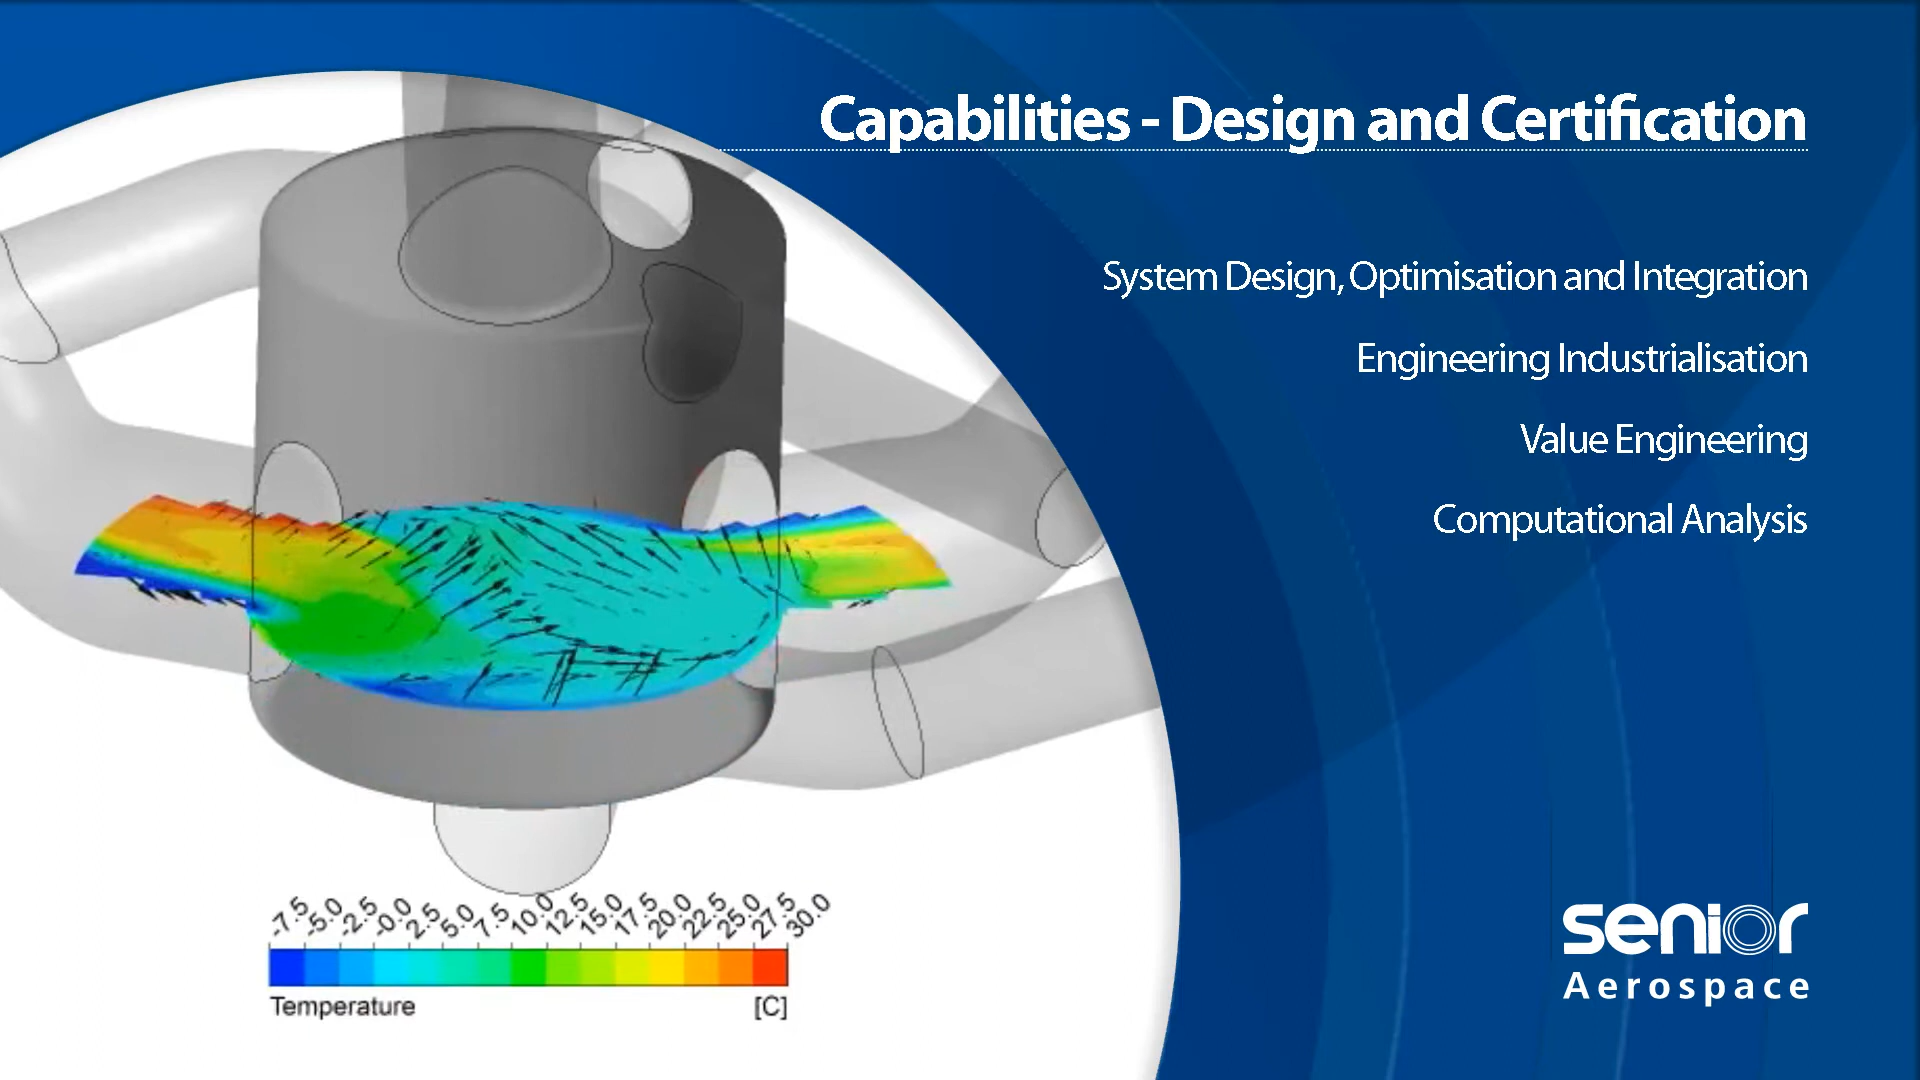 Capabilities - Design and Certification
System Design, Optimisation and Integration
Engineering Industrialisation
Value Engineering
Computational Analysis
-7.5 -5.0 -2.5 -0.0 2.5 5.0 7.5 10.0 12.5 15.0 17.5 20.0 22.5 25.0 27.5 30.0
Temperature [C]
senior
Aerospace